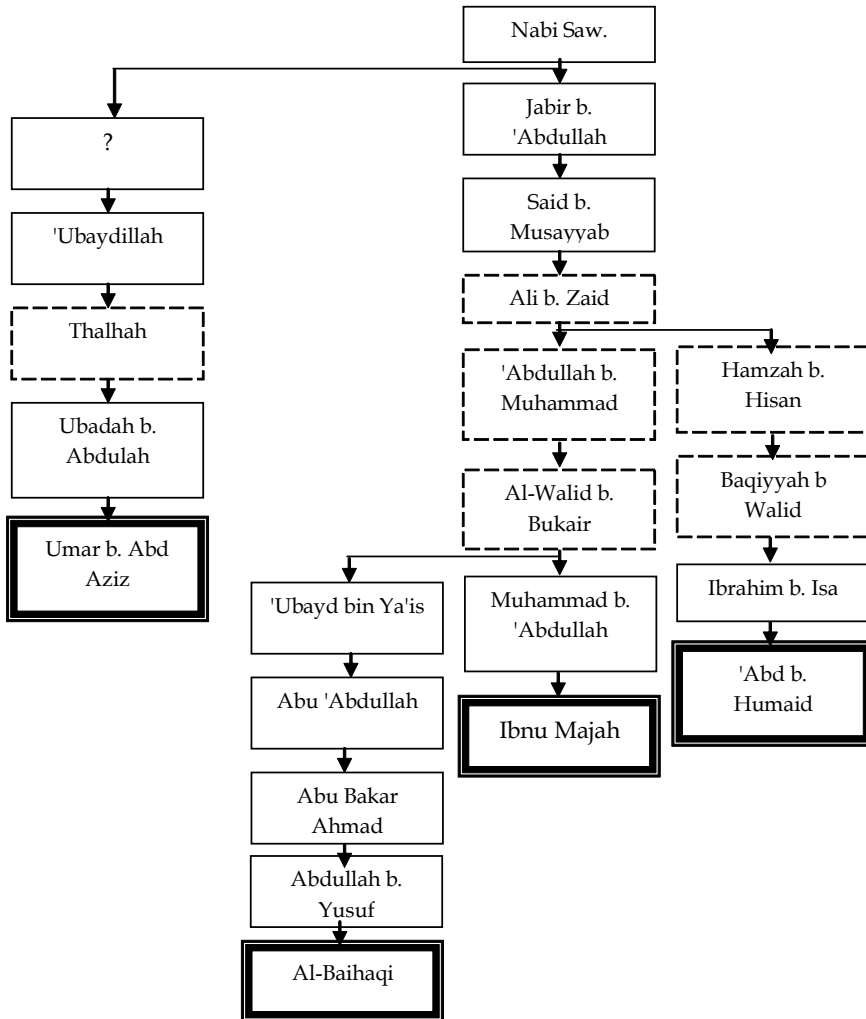 Nabi Saw.
Jabir b.
'Abdullah
?
Said b.
Musayyab
'Ubaydillah
Ali b. Zaid
Thalhah
'Abdullah b.
Muhammad
Hamzah b.
Hisan
Ubadah b.
Abdulah
Al-Walid b.
Bukair
Baqiyyah b
Walid
Umar b. Abd
Aziz
'Ubayd bin Ya'is
Muhammad b.
'Abdullah
Ibrahim b. Isa
Abu 'Abdullah
Ibnu Majah
'Abd b.
Humaid
Abu Bakar
Ahmad
Abdullah b.
Yusuf
Al-Baihaqi